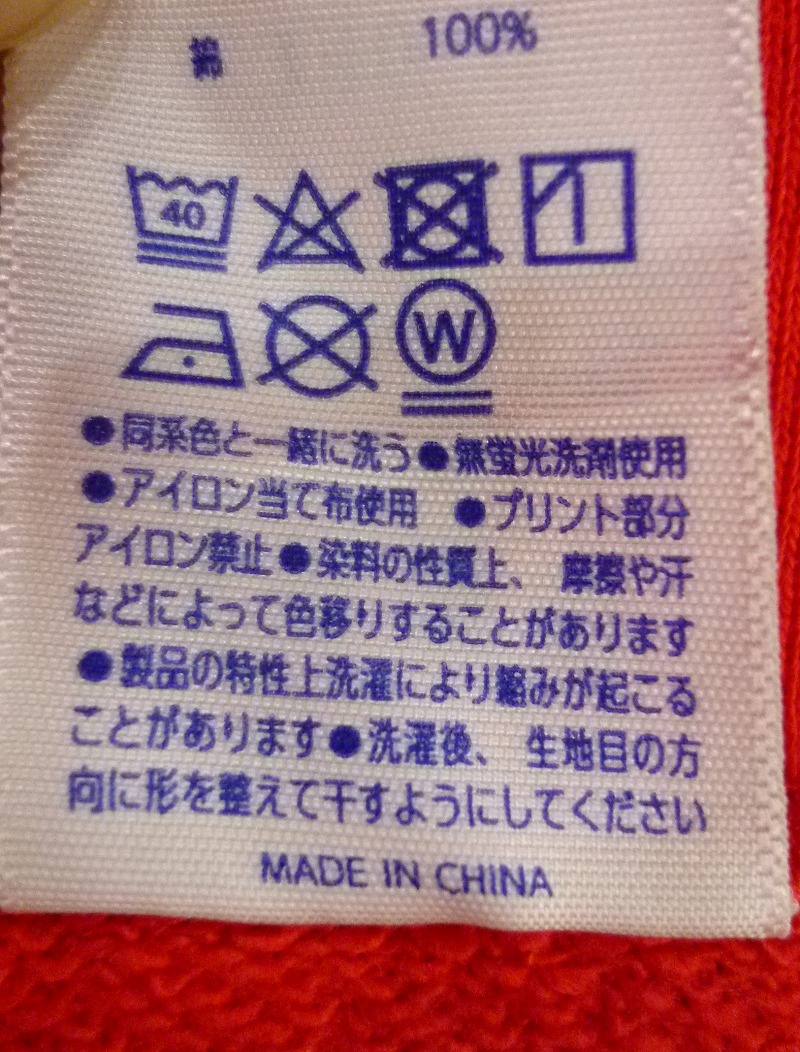 綿 100%
40
W
●同系色と一緒に洗う●無蛍光洗剤使用
●アイロン当て布使用 ●プリント部分
アイロン禁止●染料の性質上、摩擦や汗
などによって色移りすることがあります
●製品の特性上洗濯により縮みが起こる
ことがあります●洗濯後、生地目の方
向に形を整えて干すようにしてください
MADE IN CHINA